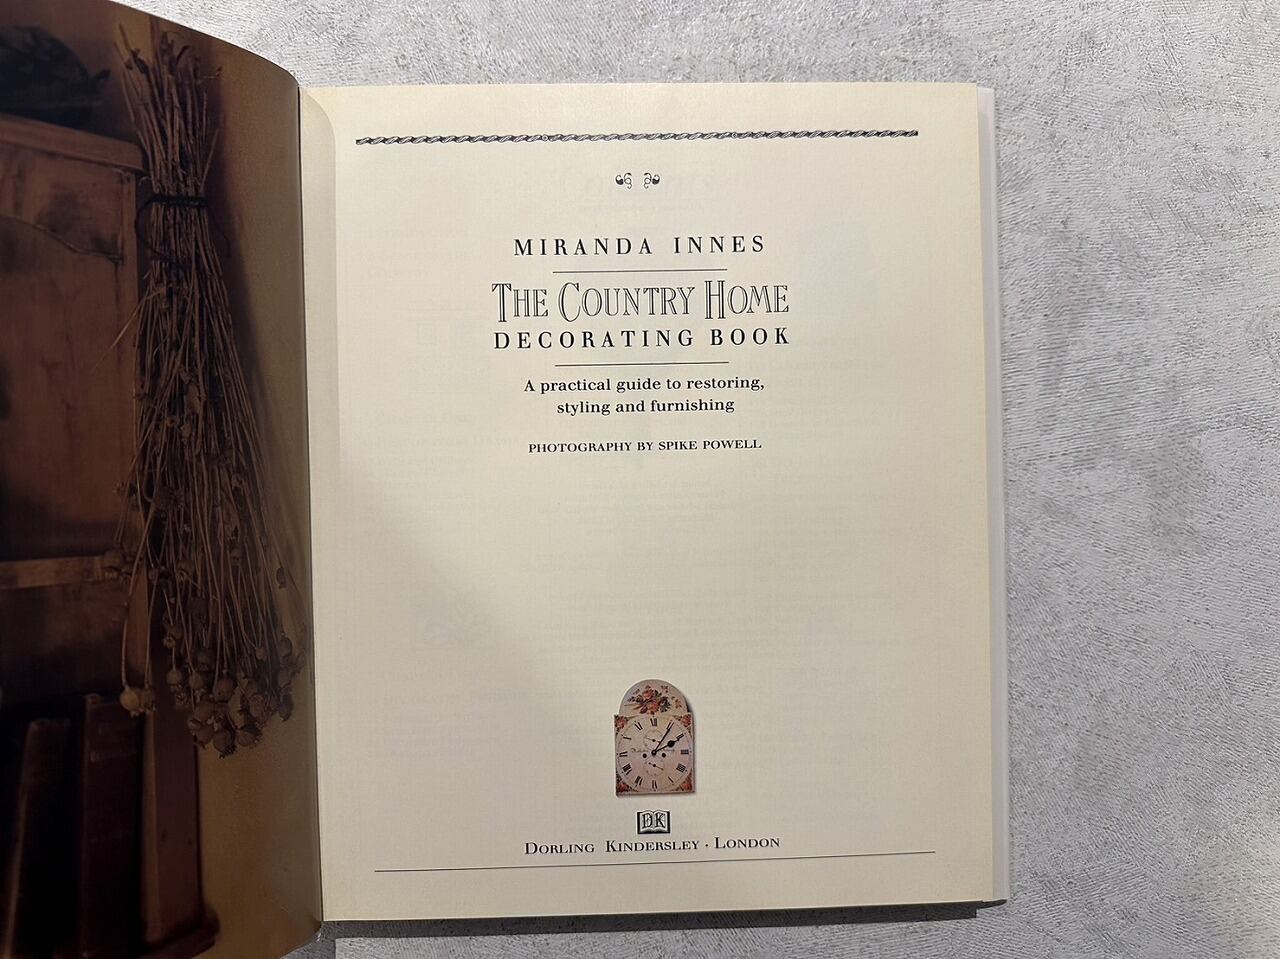 MIRANDA INNES
THE COUNTRY HOME
DECORATING BOOK
A practical guide to restoring,
styling and furnishing
PHOTOGRAPHY BY SPIKE POWELL
DK
DORLING KINDERSLEY · LONDON